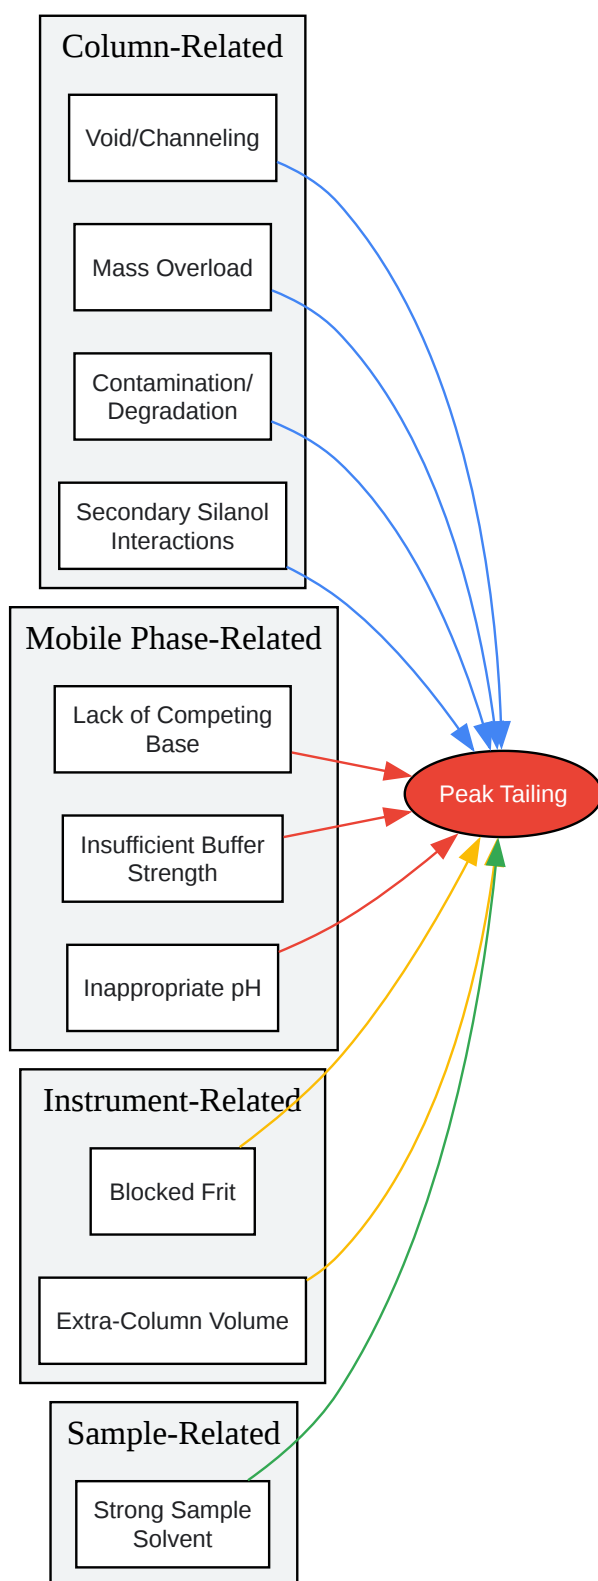 Column-Related
Void/Channeling
Mass Overload
Contamination/
Degradation
Secondary Silanol
Interactions
Mobile Phase-Related
Lack of Competing
Base
Insufficient Buffer
Strength
Inappropriate pH
Peak Tailing
Instrument-Related
Blocked Frit
Extra-Column Volume
Sample-Related
Strong Sample
Solvent